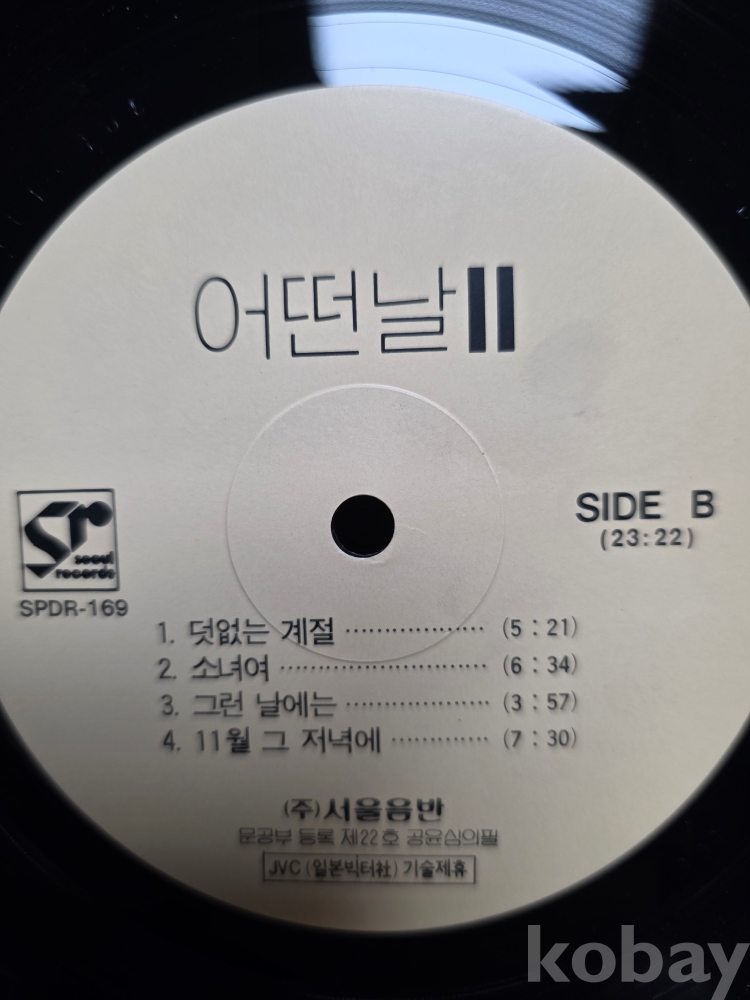 어떤날II
SIDE B
(23:22)
Sr
seoul
records
SPDR-169
1. 덧없는 계절 ·················· (5 : 21)
2. 소녀여 ··························· (6 : 34)
3. 그런 날에는 ···················· (3 : 57)
4. 11월 그 저녁에 ············· (7 : 30)
(주)서울음반
문공부 등록 제22호 공윤심의필
JVC (일본빅터社) 기술제휴
kobay